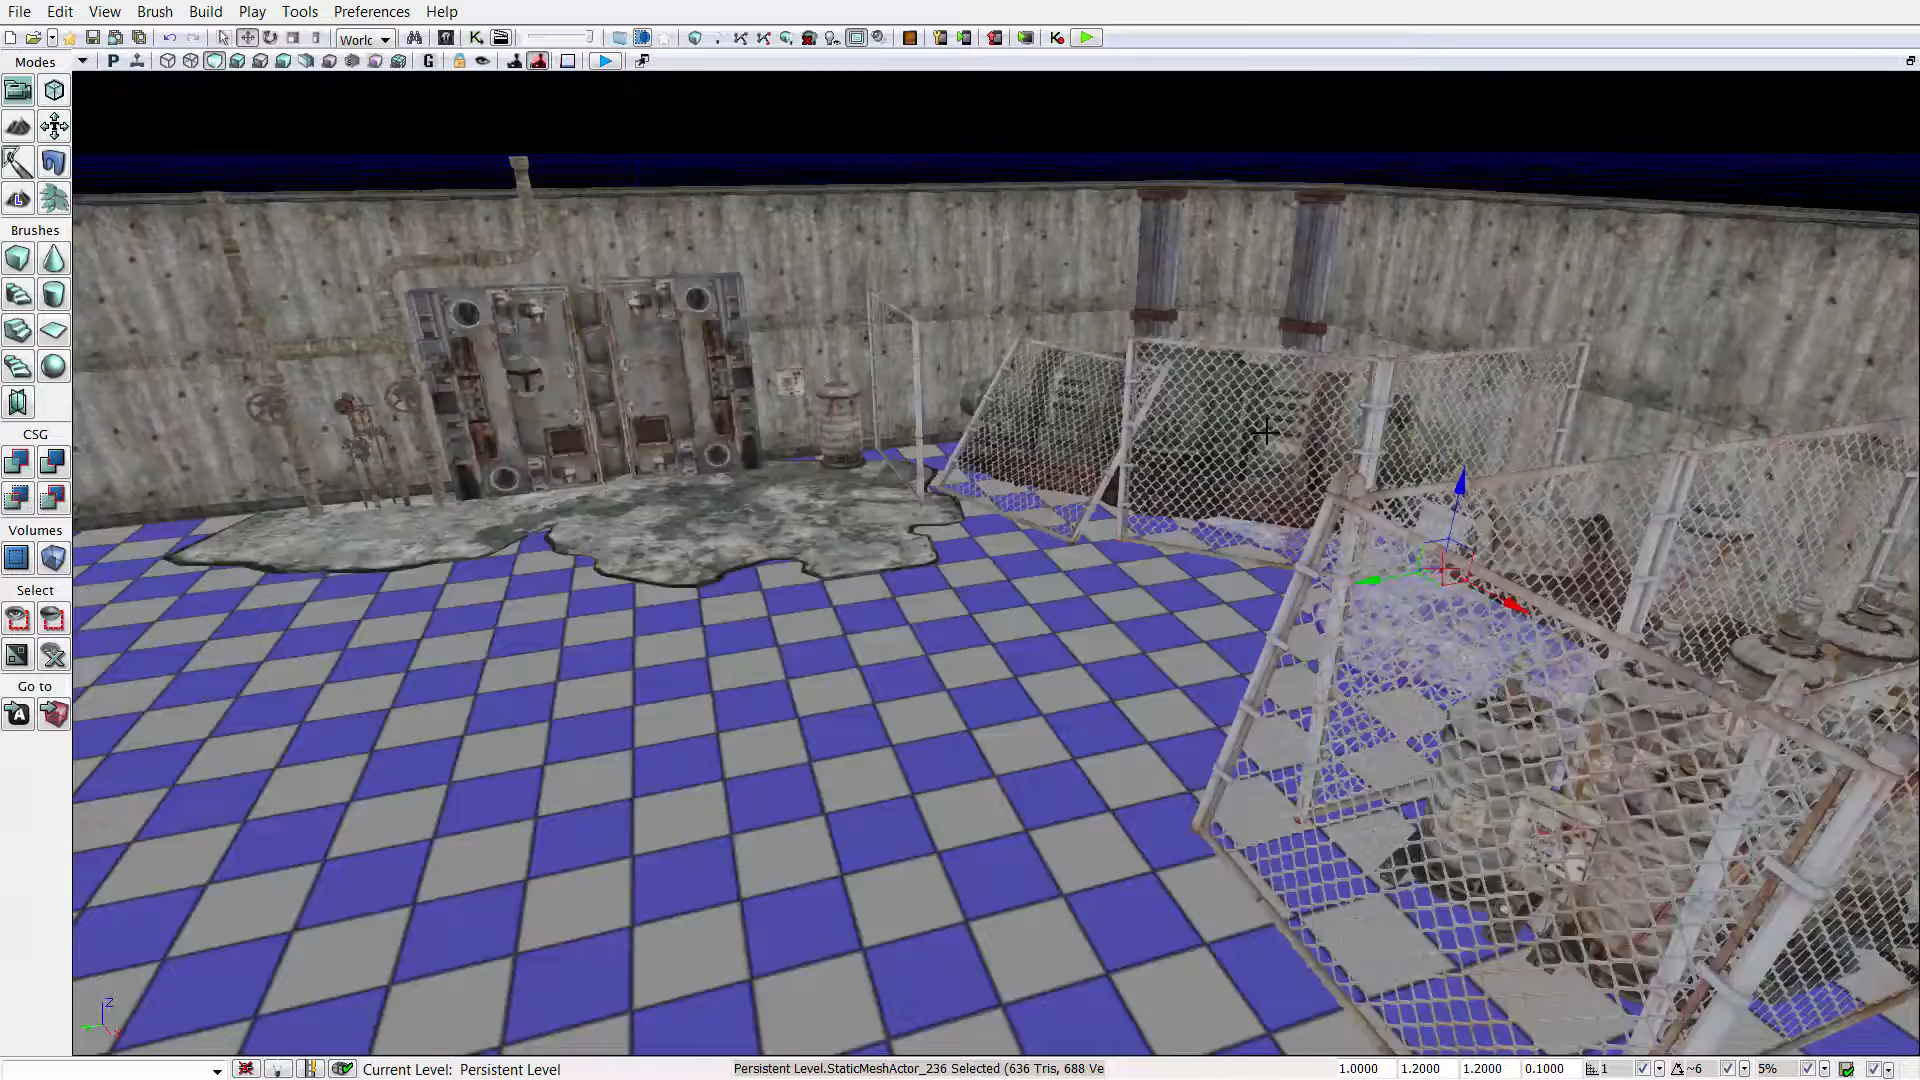 File Edit View Brush Build Play Tools Preferences Help
Worlc
K K
Modes P G
L
Brushes
CSG
Volumes
Select
Go to
A
Z
Current Level: Persistent Level Persistent Level.StaticMeshActor_236 Selected (636 Tris, 688 Ve 1.0000 1.2000 1.2000 0.1000 1 ~6 5%